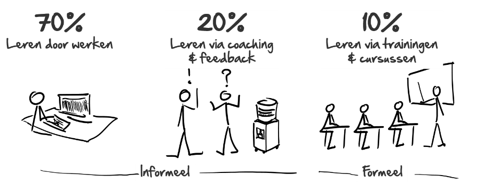 70%
Leren door werken
20%
Leren via coaching
& feedback
10%
Leren via trainingen
& cursussen
! ?
Informeel
Formeel